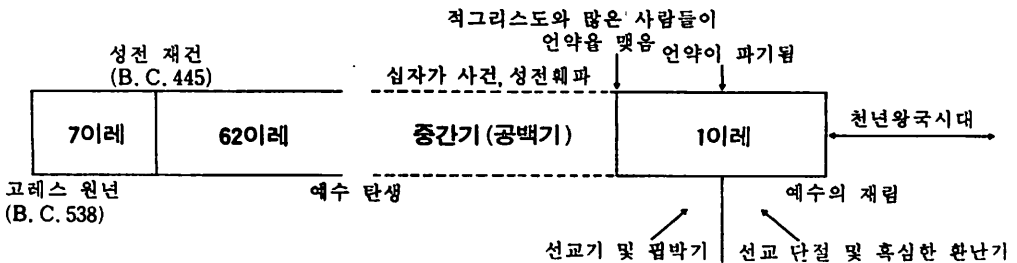 적그리스도와 많은 사람들이
언약을 맺음
언약이 파기됨
성전 재건
(B. C. 445)
십자가 사건, 성전훼파
7이레
62이레
중간기 (공백기)
1이레
천년왕국시대
고레스 원년
(B. C. 538)
예수 탄생
예수의 재림
선교기 및 핍박기
선교 단절 및 혹심한 환난기